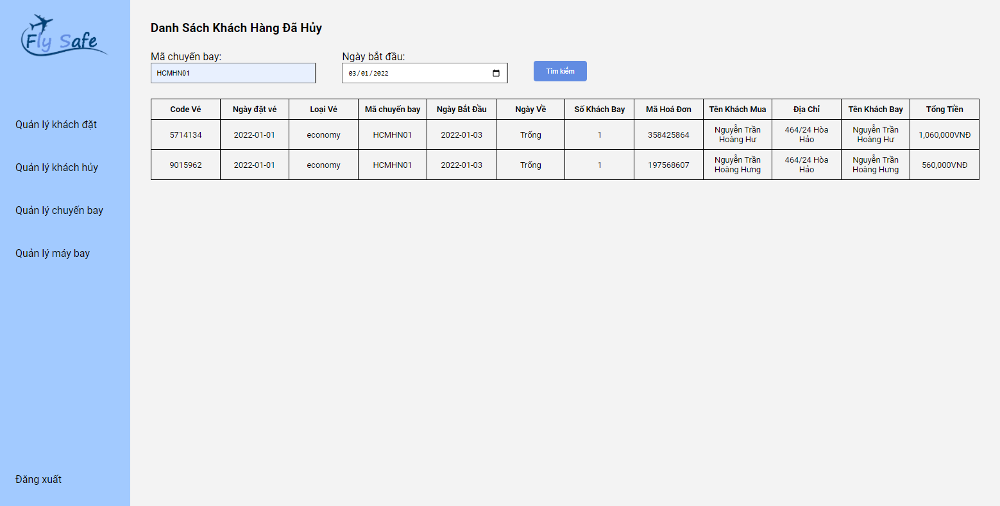 Fly Safe
Quản lý khách đặt
Quản lý khách hủy
Quản lý chuyến bay
Quản lý máy bay
Đăng xuất
Danh Sách Khách Hàng Đã Hủy
Mã chuyến bay: Ngày bắt đầu:
HCMHN01 03/01/2022 Tìm kiếm
Code Vé Ngày đặt vé Loại Vé Mã chuyến bay Ngày Bắt Đầu Ngày Về Số Khách Bay Mã Hoá Đơn Tên Khách Mua Địa Chỉ Tên Khách Bay Tổng Tiền
5714134 2022-01-01 economy HCMHN01 2022-01-03 Trống 1 358425864 Nguyễn Trần Hoàng Hư 464/24 Hòa Hảo Nguyễn Trần Hoàng Hư 1,060,000VNĐ
9015962 2022-01-01 economy HCMHN01 2022-01-03 Trống 1 197568607 Nguyễn Trần Hoàng Hưng 464/24 Hòa Hảo Nguyễn Trần Hoàng Hưng 560,000VNĐ